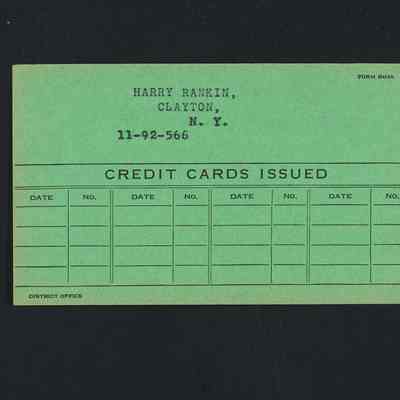 FORM 8605
HARRY RANKIN,
CLAYTON,
N. Y.
11-92-566
CREDIT CARDS ISSUED
DATE NO. DATE NO. DATE NO. DATE NO.
DISTRICT OFFICE